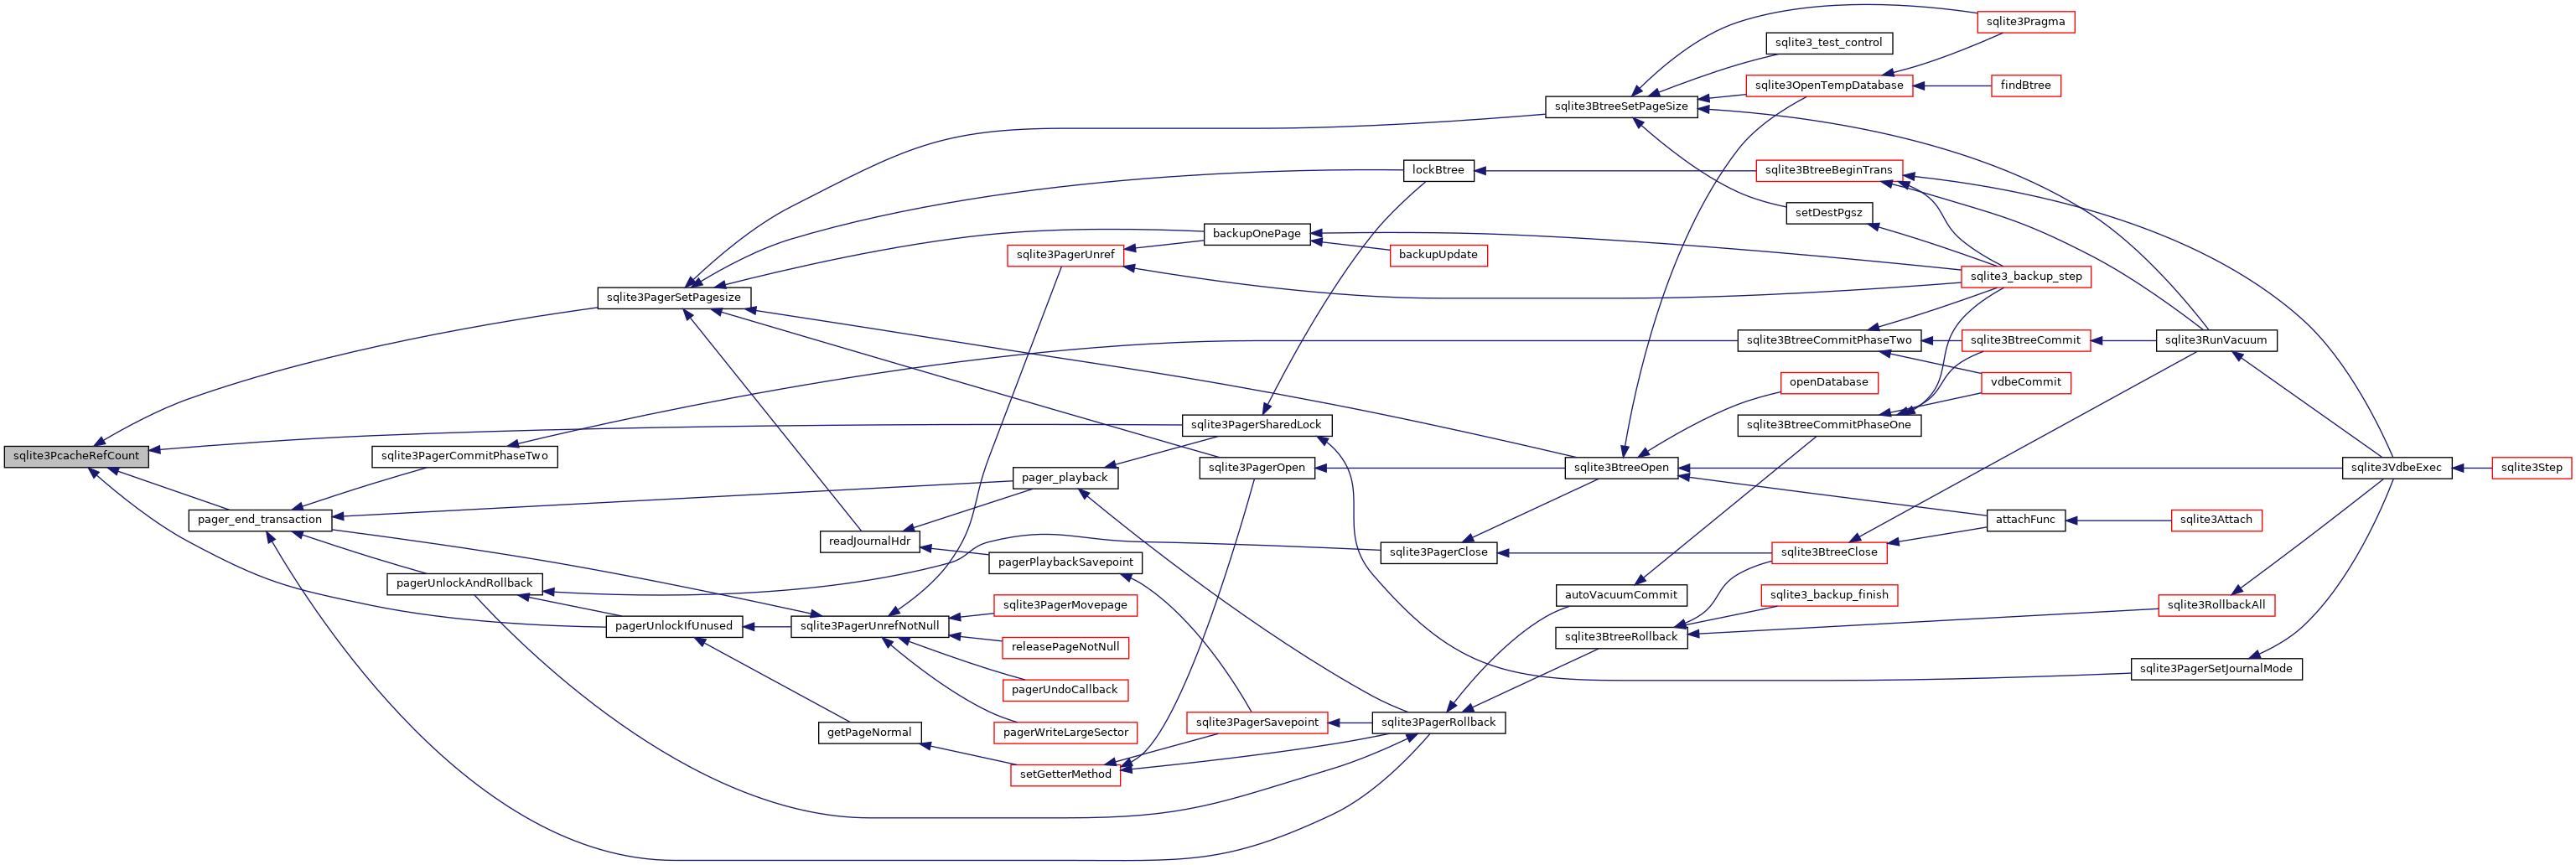 sqlite3PcacheRefCount
pager_end_transaction
sqlite3PagerCommitPhaseTwo
pagerUnlockAndRollback
sqlite3PagerSetPagesize
pagerUnlockIfUnused
readJournalHdr
sqlite3PagerUnrefNotNull
getPageNormal
sqlite3PagerUnref
pager_playback
pagerPlaybackSavepoint
sqlite3PagerMovepage
releasePageNotNull
pagerUndoCallback
pagerWriteLargeSector
setGetterMethod
backupOnePage
sqlite3PagerSharedLock
sqlite3PagerOpen
sqlite3PagerSavepoint
lockBtree
backupUpdate
sqlite3PagerClose
sqlite3PagerRollback
sqlite3BtreeSetPageSize
sqlite3BtreeOpen
autoVacuumCommit
sqlite3BtreeRollback
sqlite3_test_control
sqlite3OpenTempDatabase
sqlite3BtreeBeginTrans
setDestPgsz
sqlite3BtreeCommitPhaseTwo
openDatabase
sqlite3BtreeCommitPhaseOne
sqlite3BtreeClose
sqlite3_backup_finish
sqlite3Pragma
findBtree
sqlite3_backup_step
sqlite3BtreeCommit
vdbeCommit
attachFunc
sqlite3RunVacuum
sqlite3Attach
sqlite3RollbackAll
sqlite3PagerSetJournalMode
sqlite3VdbeExec
sqlite3Step